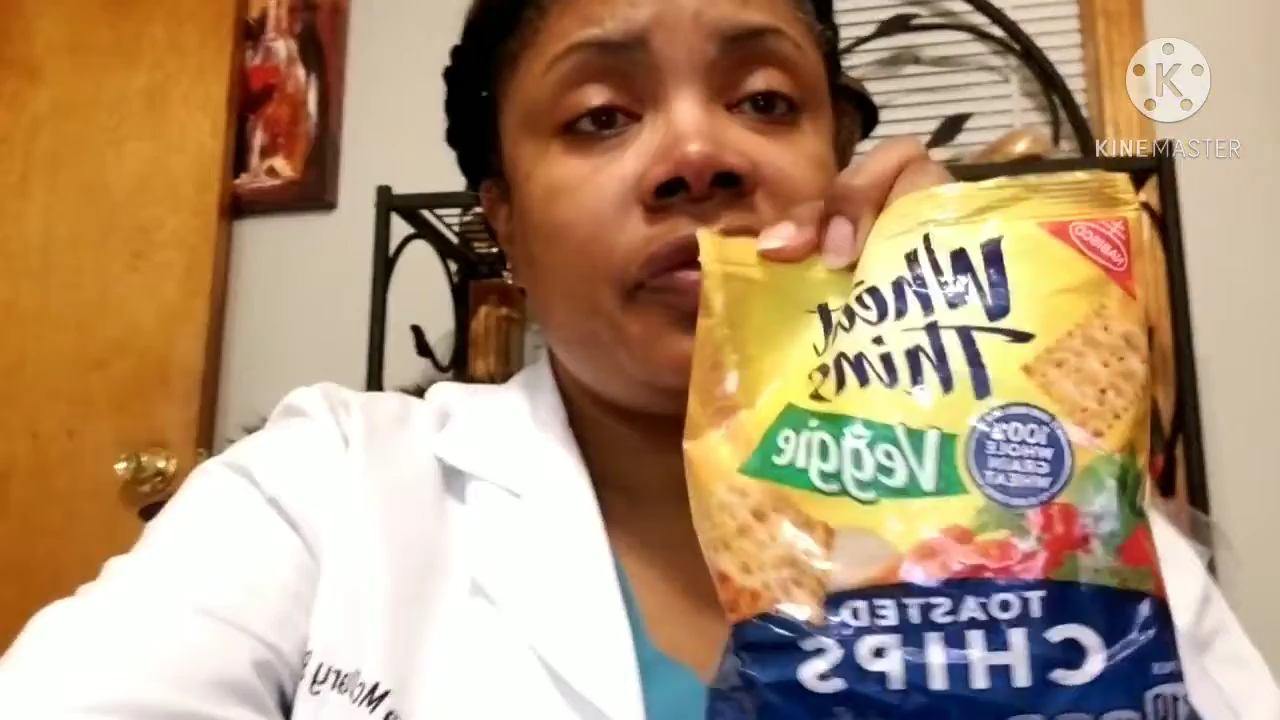 KINEMASTER
NABISCO
Wheat
Thins
Veggie
100%
WHOLE
GRAIN
WHEAT
TOASTED
CHIPS